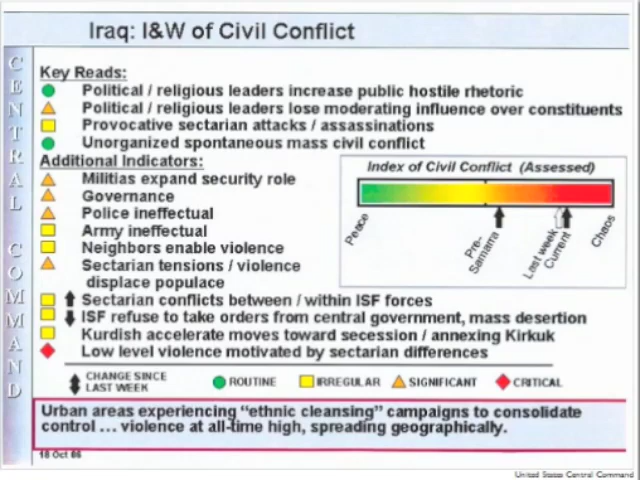 Iraq: I&W of Civil Conflict
CENTRAL COMMAND
Key Reads:
Political / religious leaders increase public hostile rhetoric
Political / religious leaders lose moderating influence over constituents
Provocative sectarian attacks / assassinations
Unorganized spontaneous mass civil conflict
Additional Indicators:
Militias expand security role
Governance
Police ineffectual
Army ineffectual
Neighbors enable violence
Sectarian tensions / violence
displace populace
Sectarian conflicts between / within ISF forces
ISF refuse to take orders from central government, mass desertion
Kurdish accelerate moves toward secession / annexing Kirkuk
Low level violence motivated by sectarian differences
Index of Civil Conflict (Assessed)
Peace
Pre-
Samarra
Last week
Current
Chaos
CHANGE SINCE
LAST WEEK
ROUTINE
IRREGULAR
SIGNIFICANT
CRITICAL
Urban areas experiencing “ethnic cleansing” campaigns to consolidate
control ... violence at all-time high, spreading geographically.
18 Oct 06
United States Central Command